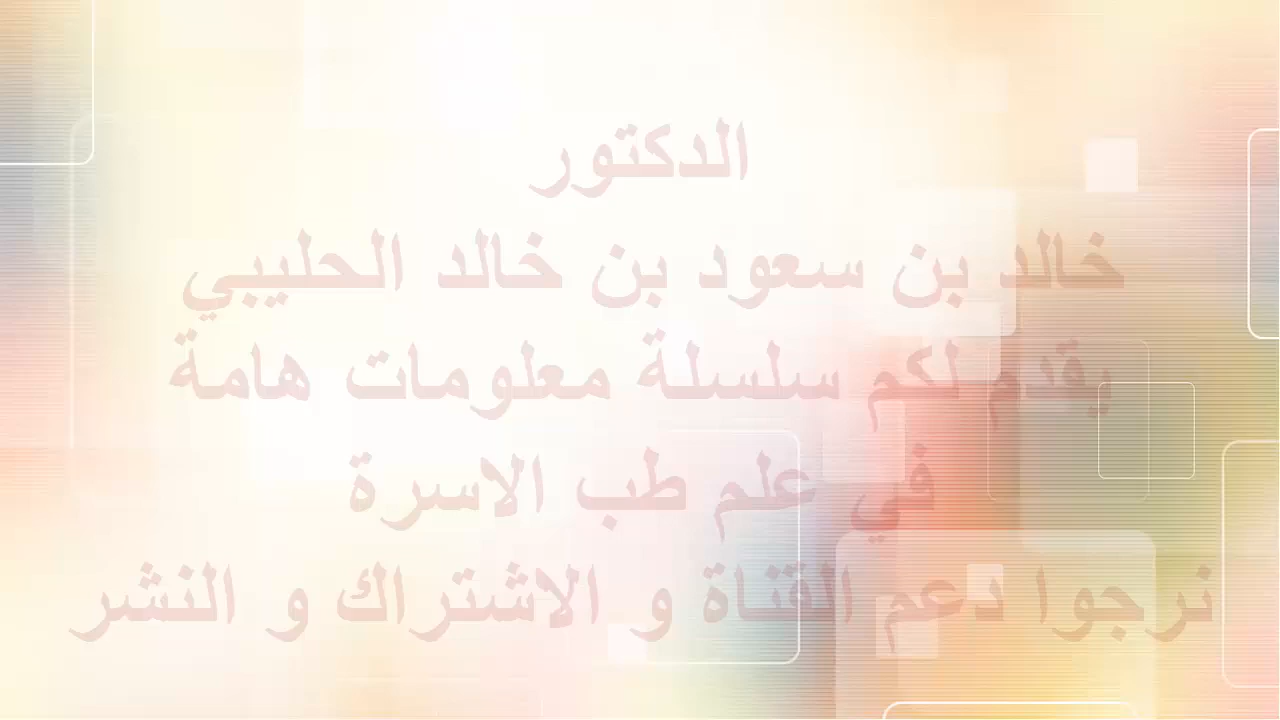 الدكتور
خالد بن سعود بن خالد الحليبي
يقدم لكم سلسلة معلومات هامة
في علم طب الاسرة
نرجوا دعم القناة و الاشتراك و النشر